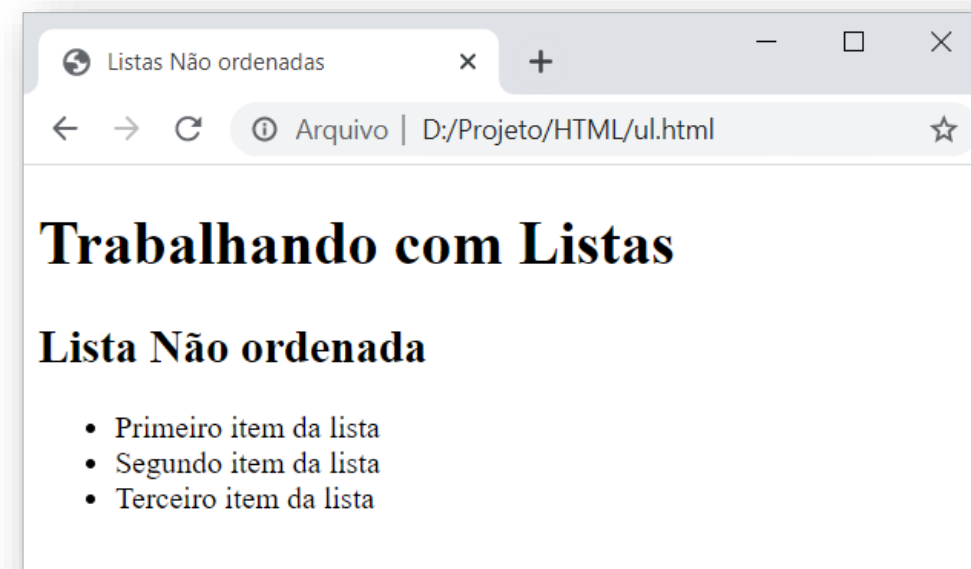 Listas Não ordenadas
Arquivo | D:/Projeto/HTML/ul.html
Trabalhando com Listas
Lista Não ordenada
• Primeiro item da lista
• Segundo item da lista
• Terceiro item da lista